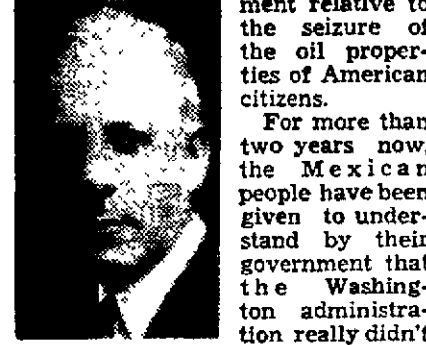 ment relative to
the seizure of
the oil proper-
ties of American
citizens.
For more than
two years now,
the Mexican
people have been
given to under-
stand by their
government that
the Washing-
ton administra-
tion really didn't